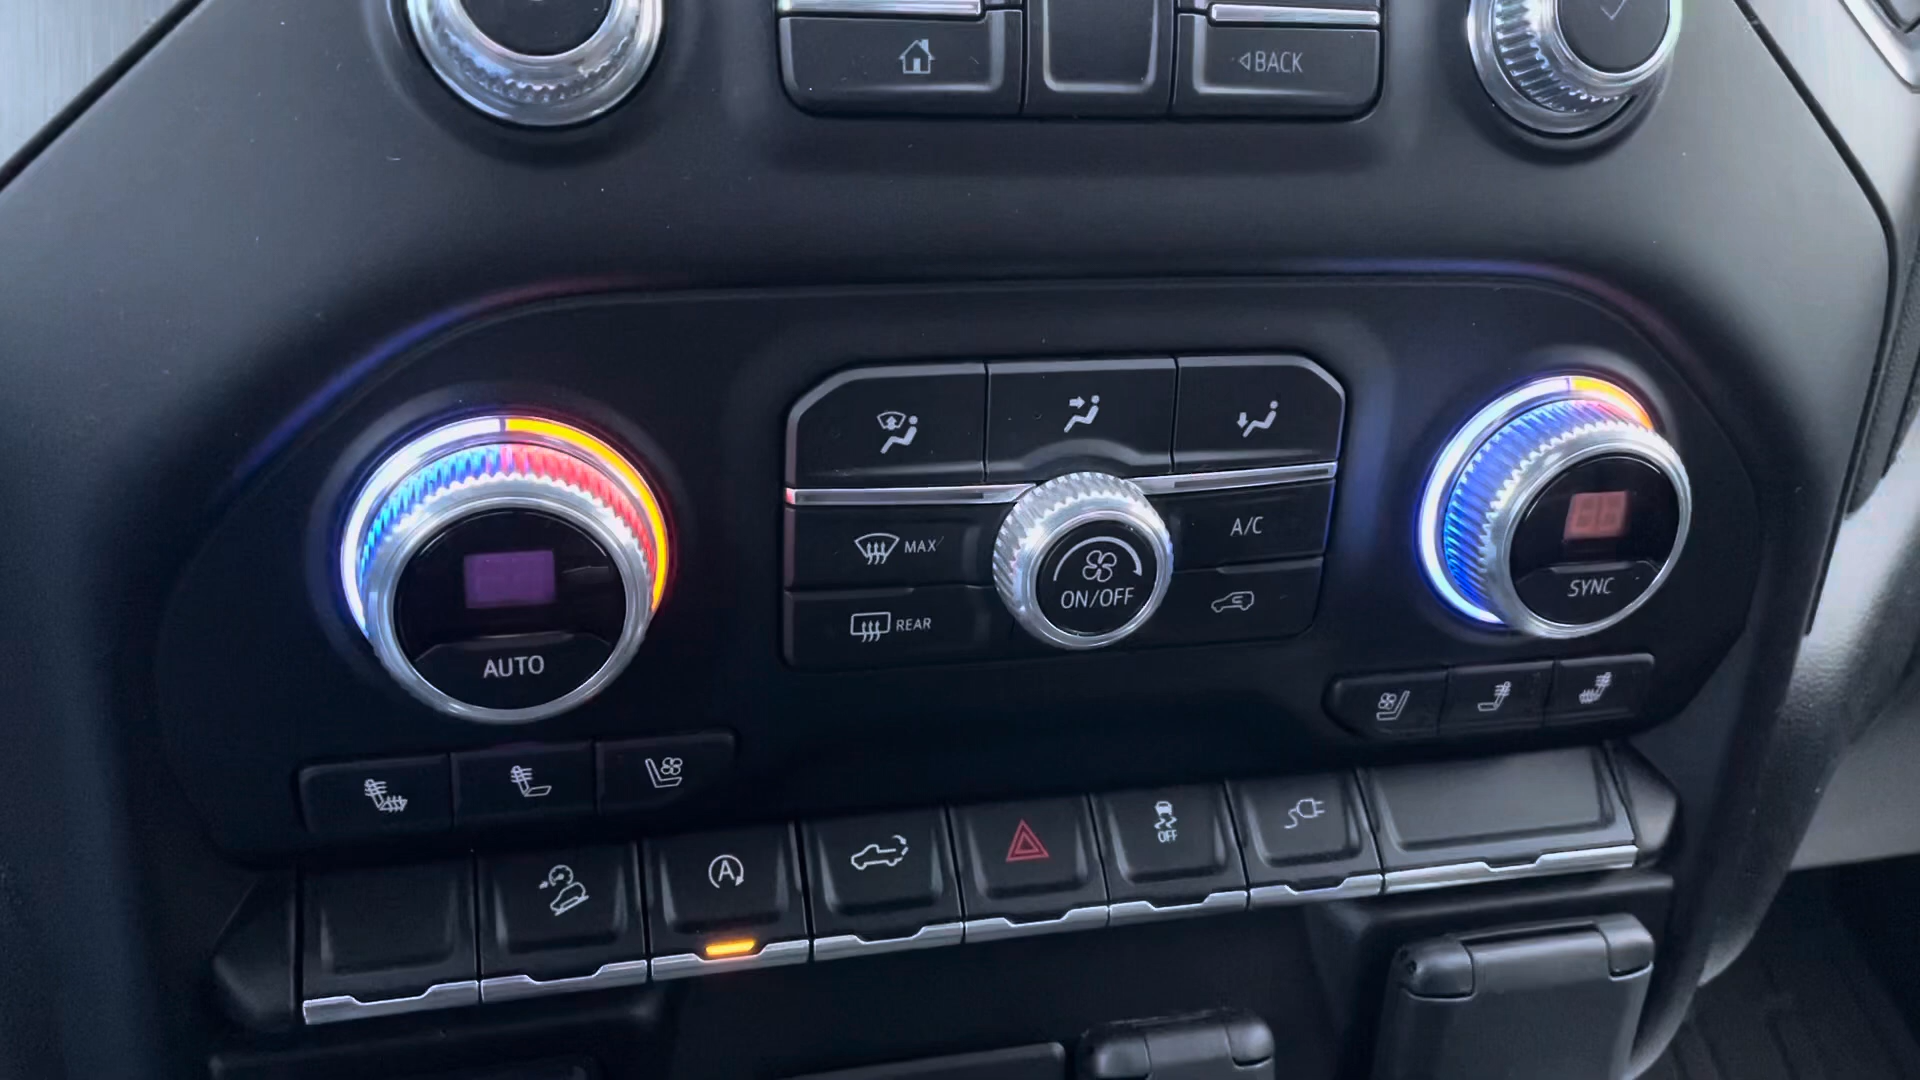 BACK
MAX
A/C
ON/OFF
REAR
SYNC
AUTO
A
OFF